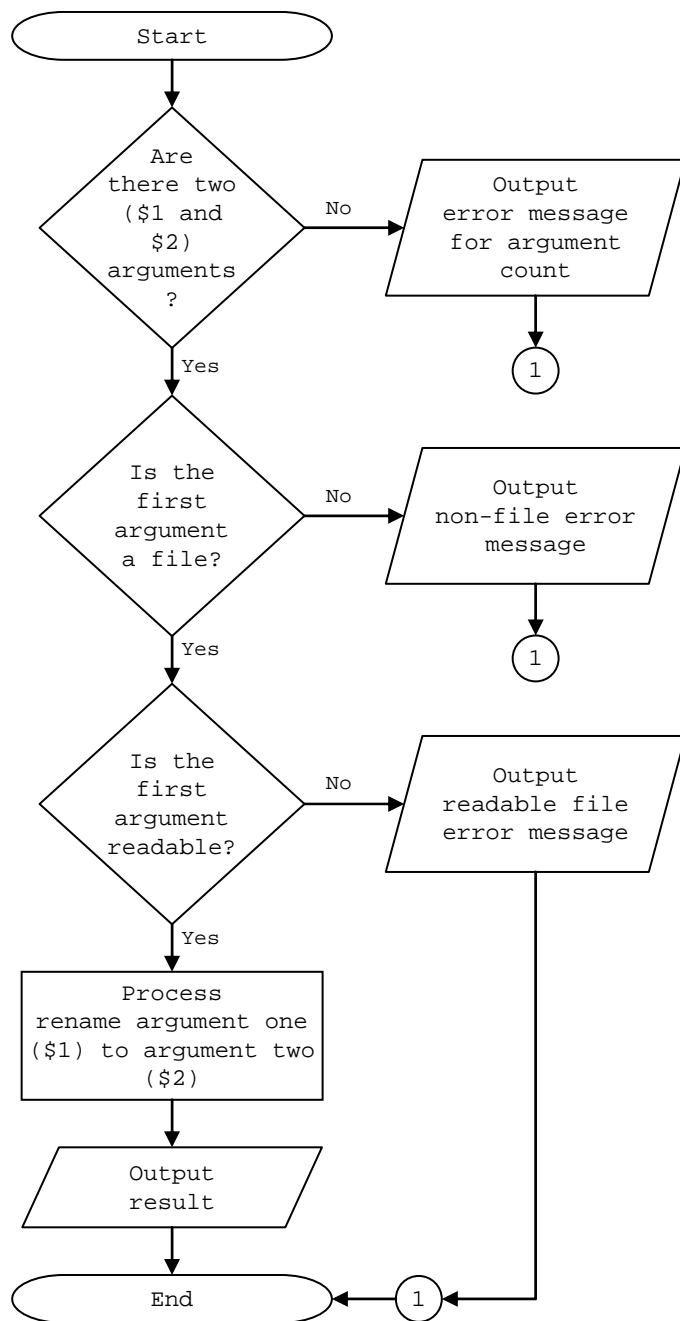 Start
Are
there two
($1 and
$2)
arguments
?
No
Output
error message
for argument
count
1
Yes
Is the
first
argument
a file?
No
Output
non-file error
message
1
Yes
Is the
first
argument
readable?
No
Output
readable file
error message
Yes
Process
rename argument one
($1) to argument two
($2)
Output
result
End
1